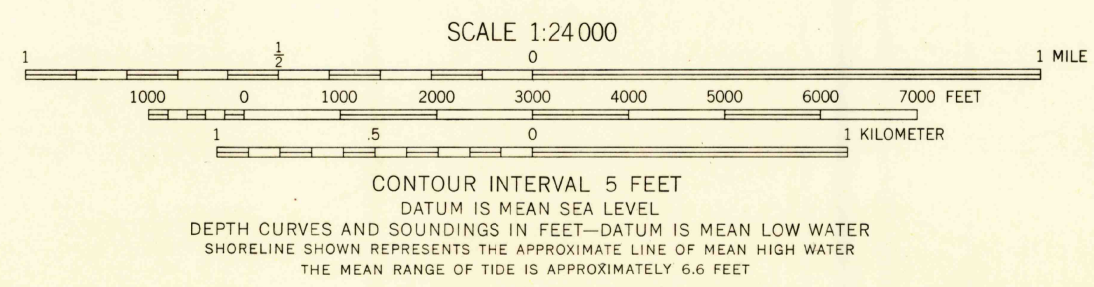 SCALE 1:24 000
1 1/2 0 1 MILE
1000 0 1000 2000 3000 4000 5000 6000 7000 FEET
1 .5 0 1 KILOMETER
CONTOUR INTERVAL 5 FEET
DATUM IS MEAN SEA LEVEL
DEPTH CURVES AND SOUNDINGS IN FEET—DATUM IS MEAN LOW WATER
SHORELINE SHOWN REPRESENTS THE APPROXIMATE LINE OF MEAN HIGH WATER
THE MEAN RANGE OF TIDE IS APPROXIMATELY 6.6 FEET